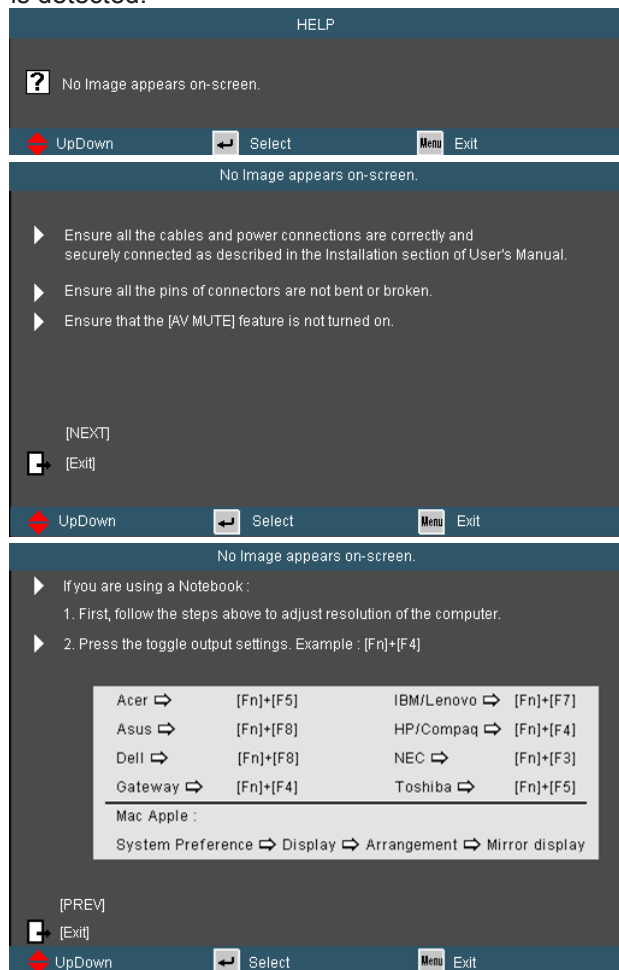 is detected.
HELP
? No Image appears on-screen.
UpDown Select Menu Exit
No Image appears on-screen.
Ensure all the cables and power connections are correctly and
securely connected as described in the Installation section of User's Manual.
Ensure all the pins of connectors are not bent or broken.
Ensure that the [AV MUTE] feature is not turned on.
[NEXT]
[Exit]
UpDown Select Menu Exit
No Image appears on-screen.
If you are using a Notebook :
1. First, follow the steps above to adjust resolution of the computer.
2. Press the toggle output settings. Example : [Fn]+[F4]
Acer ⇨ [Fn]+[F5] IBM/Lenovo ⇨ [Fn]+[F7]
Asus ⇨ [Fn]+[F8] HP/Compaq ⇨ [Fn]+[F4]
Dell ⇨ [Fn]+[F8] NEC ⇨ [Fn]+[F3]
Gateway ⇨ [Fn]+[F4] Toshiba ⇨ [Fn]+[F5]
Mac Apple :
System Preference ⇨ Display ⇨ Arrangement ⇨ Mirror display
[PREV]
[Exit]
UpDown Select Menu Exit